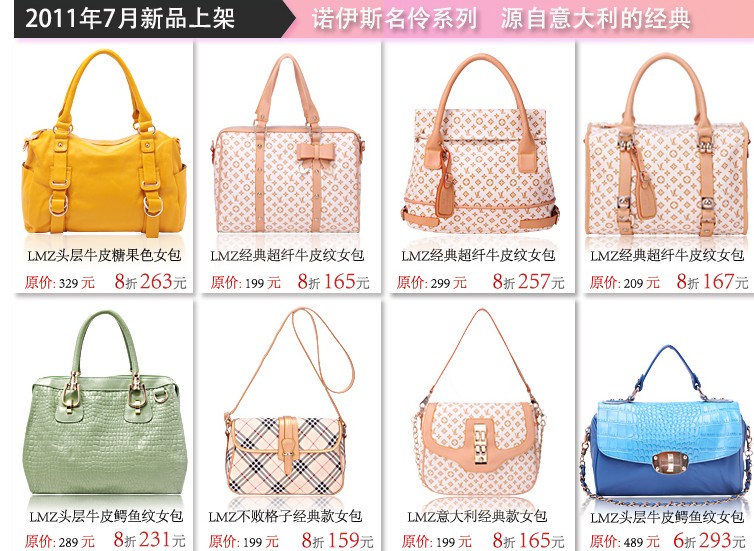 2011年7月新品上架
诺伊斯名伶系列 源自意大利的经典
LMZ头层牛皮糖果色女包
原价: 329 元 8折263元
LMZ经典超纤牛皮纹女包
原价: 199 元 8折165元
LMZ经典超纤牛皮纹女包
原价: 299 元 8折257元
LMZ经典超纤牛皮纹女包
原价: 209 元 8折167元
LMZ头层牛皮鳄鱼纹女包
原价: 289 元 8折231元
LMZ不败格子经典款女包
原价: 199 元 8折159元
LMZ意大利经典款女包
原价: 199 元 8折165元
LMZ头层牛皮鳄鱼纹女包
原价: 489 元 6折293元